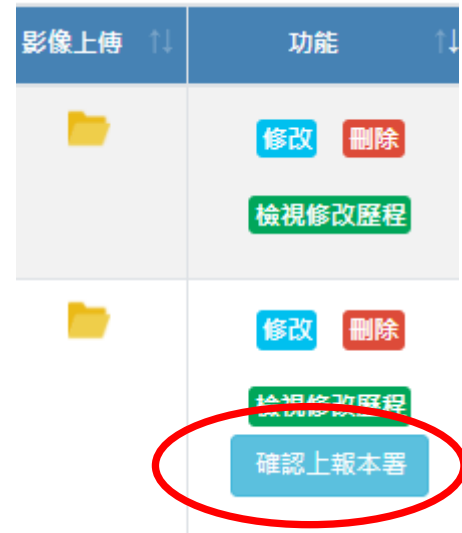 影像上傳 功能
修改 刪除
檢視修改歷程
修改 刪除
檢視修改歷程
確認上報本署